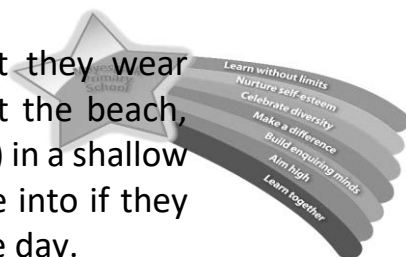 t they wear
t the beach,
) in a shallow
e into if they
e day.
Primary
School
Learn without limits
Nurture self-esteem
Celebrate diversity
Make a difference
Build enquiring minds
Aim high
Learn together